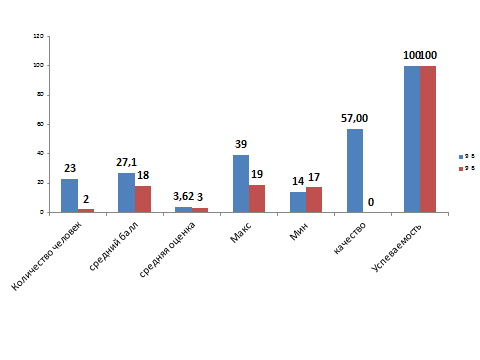 120
100
80
60
40
20
0
23
2
27,1
18
3,62 3
39
19
14
17
57,00
0
100 100
Количество человек
средний балл
средняя оценка
Макс
Мин
качество
Успеваемость